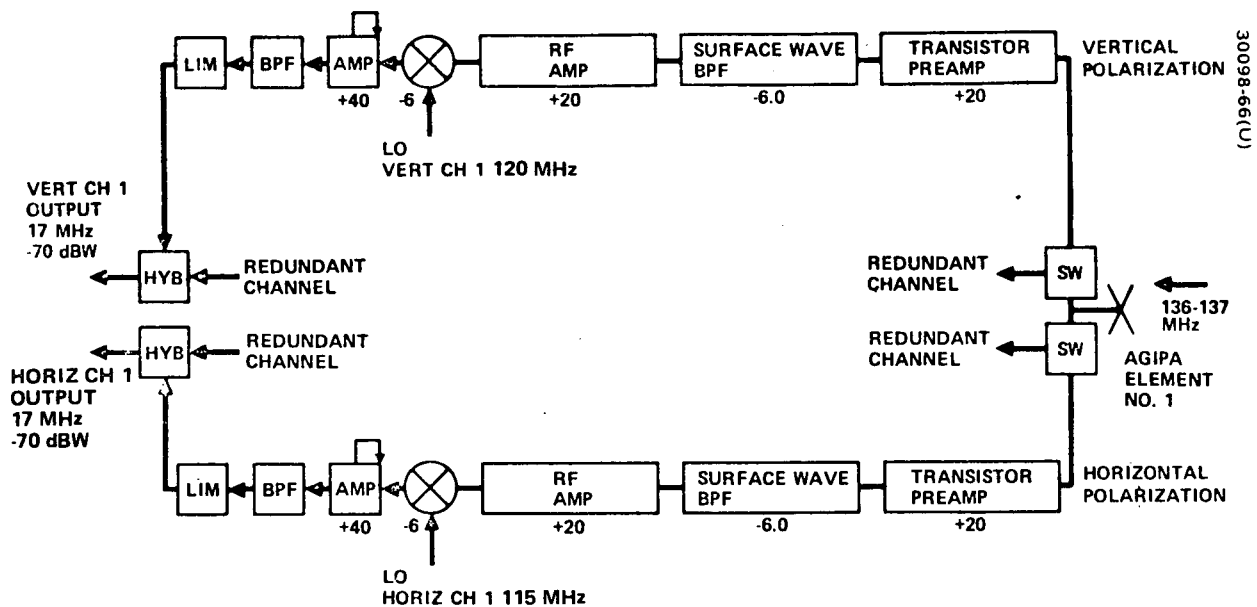 LIM
BPF
AMP
+40
-6
RF
AMP
+20
SURFACE WAVE
BPF
-6.0
TRANSISTOR
PREAMP
+20
VERTICAL
POLARIZATION
30098-66(U)
LO
VERT CH 1 120 MHz
VERT CH 1
OUTPUT
17 MHz
-70 dBW
HYB
REDUNDANT
CHANNEL
REDUNDANT
CHANNEL
SW
136-137
MHz
HYB
REDUNDANT
CHANNEL
REDUNDANT
CHANNEL
SW
AGIPA
ELEMENT
NO. 1
HORIZ CH 1
OUTPUT
17 MHz
-70 dBW
LIM
BPF
AMP
+40
-6
RF
AMP
+20
SURFACE WAVE
BPF
-6.0
TRANSISTOR
PREAMP
+20
HORIZONTAL
POLARIZATION
LO
HORIZ CH 1 115 MHz